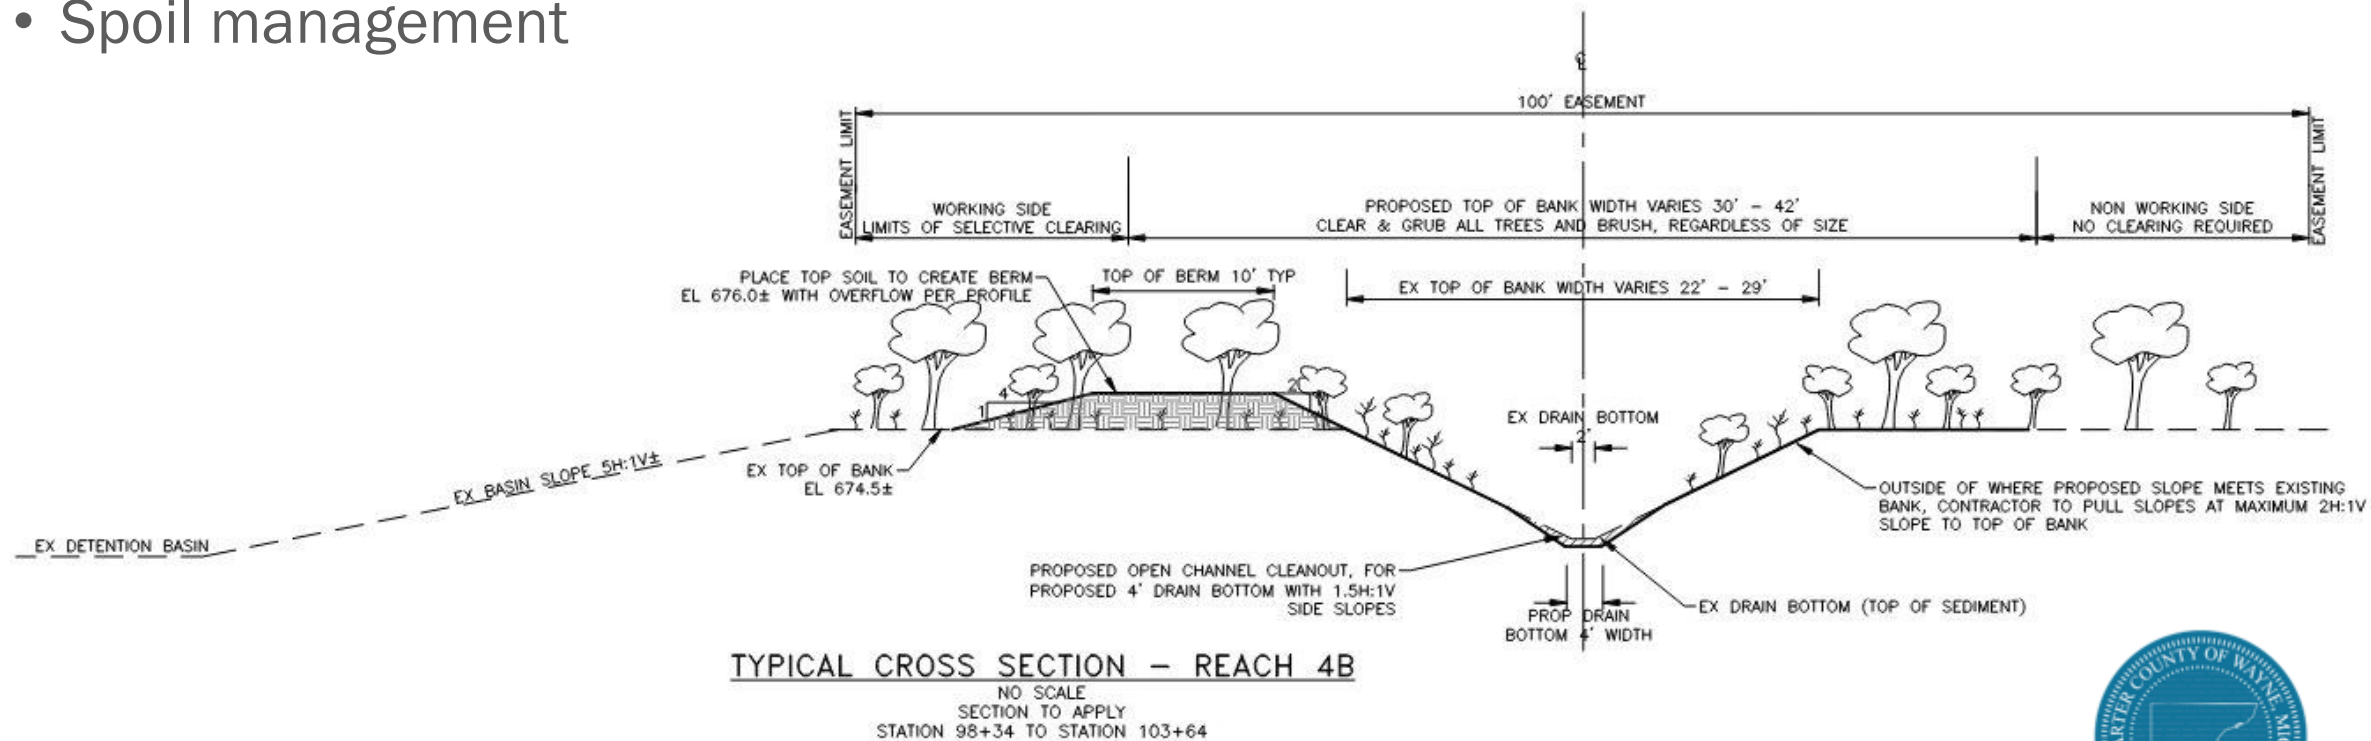 • Spoil management
℄
100' EASEMENT
EASEMENT LIMIT
EASEMENT LIMIT
WORKING SIDE
LIMITS OF SELECTIVE CLEARING
PROPOSED TOP OF BANK WIDTH VARIES 30' - 42'
CLEAR & GRUB ALL TREES AND BRUSH, REGARDLESS OF SIZE
NON WORKING SIDE
NO CLEARING REQUIRED
PLACE TOP SOIL TO CREATE BERM
EL 676.0± WITH OVERFLOW PER PROFILE
TOP OF BERM 10' TYP
EX TOP OF BANK WIDTH VARIES 22' - 29'
4
1
2
EX DRAIN BOTTOM
2'
EX TOP OF BANK
EL 674.5±
EX BASIN SLOPE 5H:1V±
EX DETENTION BASIN
OUTSIDE OF WHERE PROPOSED SLOPE MEETS EXISTING
BANK, CONTRACTOR TO PULL SLOPES AT MAXIMUM 2H:1V
SLOPE TO TOP OF BANK
PROPOSED OPEN CHANNEL CLEANOUT, FOR
PROPOSED 4' DRAIN BOTTOM WITH 1.5H:1V
SIDE SLOPES
EX DRAIN BOTTOM (TOP OF SEDIMENT)
PROP DRAIN
BOTTOM 4' WIDTH
TYPICAL CROSS SECTION - REACH 4B
NO SCALE
SECTION TO APPLY
STATION 98+34 TO STATION 103+64
COUNTY OF WAYNE,